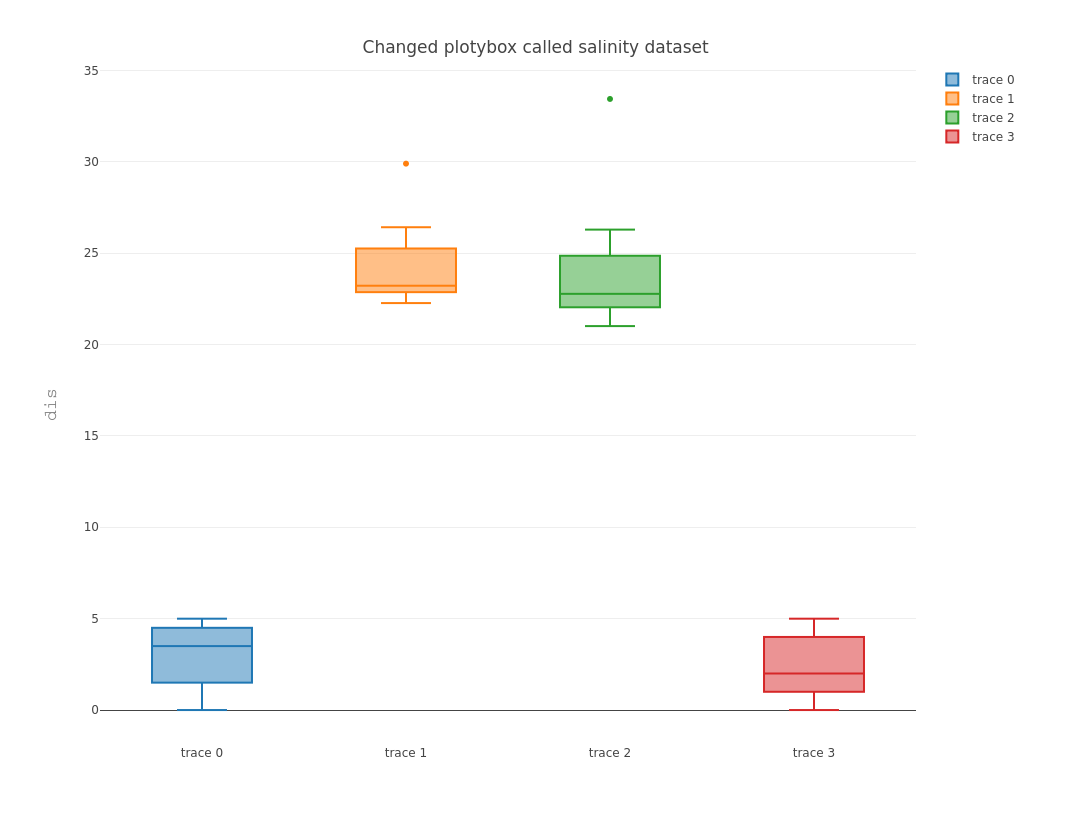 Changed plotybox called salinity dataset
35
30
25
20
15
10
5
0
dis
trace 0
trace 1
trace 2
trace 3
trace 0
trace 1
trace 2
trace 3